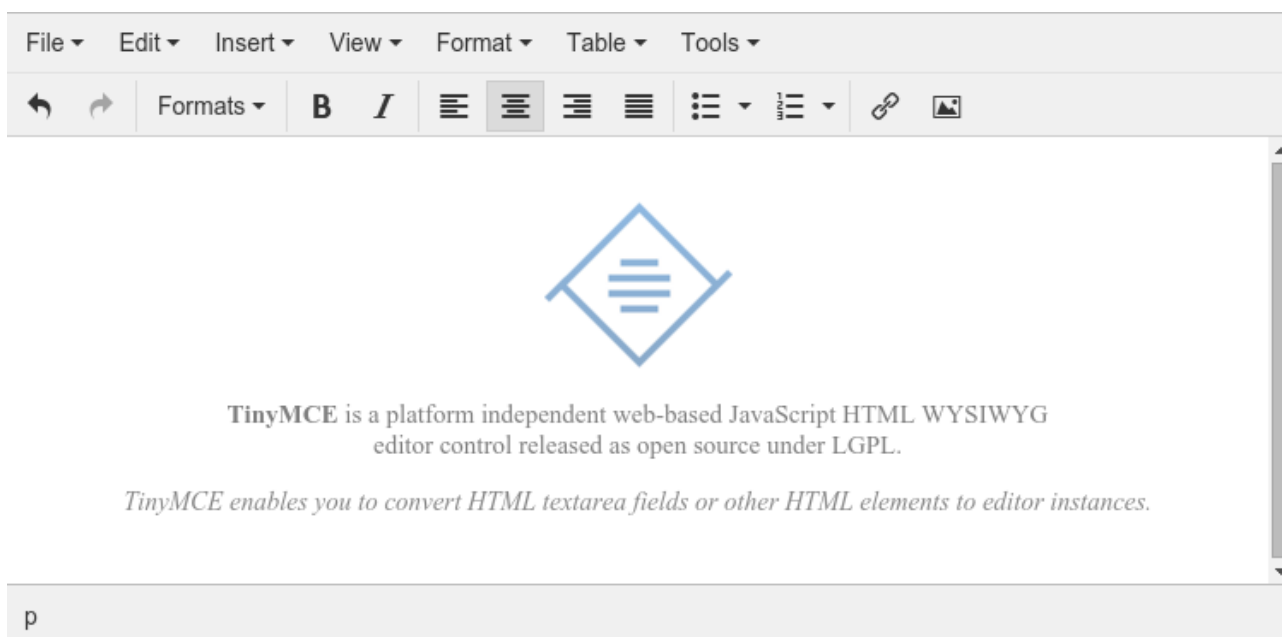 File Edit Insert View Format Table Tools
Formats B I
TinyMCE is a platform independent web-based JavaScript HTML WYSIWYG
editor control released as open source under LGPL.
TinyMCE enables you to convert HTML textarea fields or other HTML elements to editor instances.
p